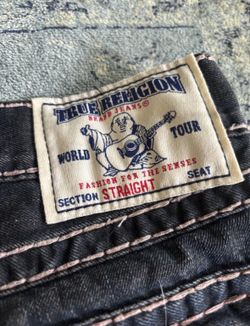 TRUE RELIGION
BRAND JEANS®
WORLD TOUR
FASHION FOR THE SENSES
SECTION STRAIGHT SEAT